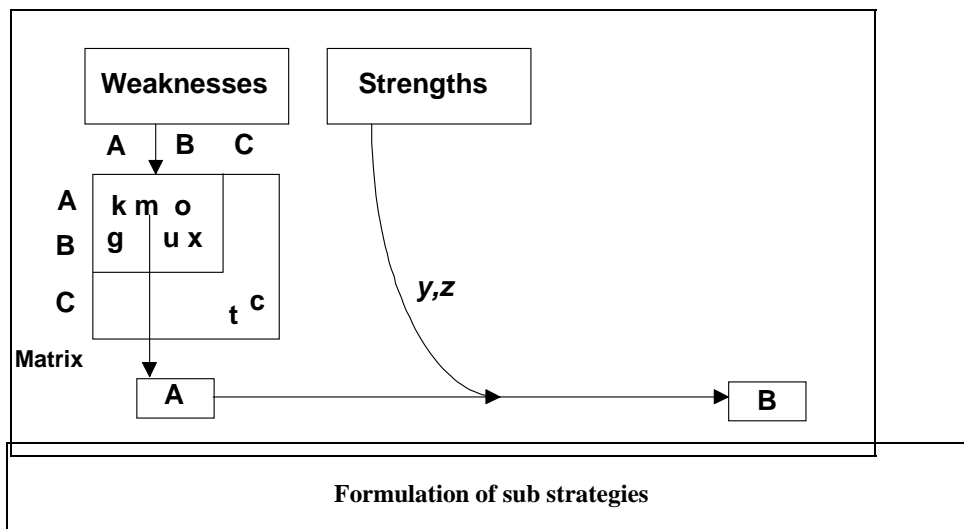 Weaknesses Strengths
A B C
A k m o
B g u x
y,z
C t c
Matrix
A B
Formulation of sub strategies